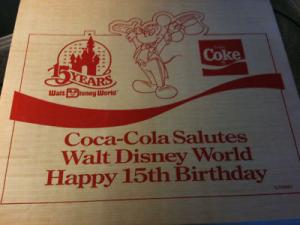 15
YEARS
Walt Disney World
Coke
Coca-Cola Salutes
Walt Disney World
Happy 15th Birthday